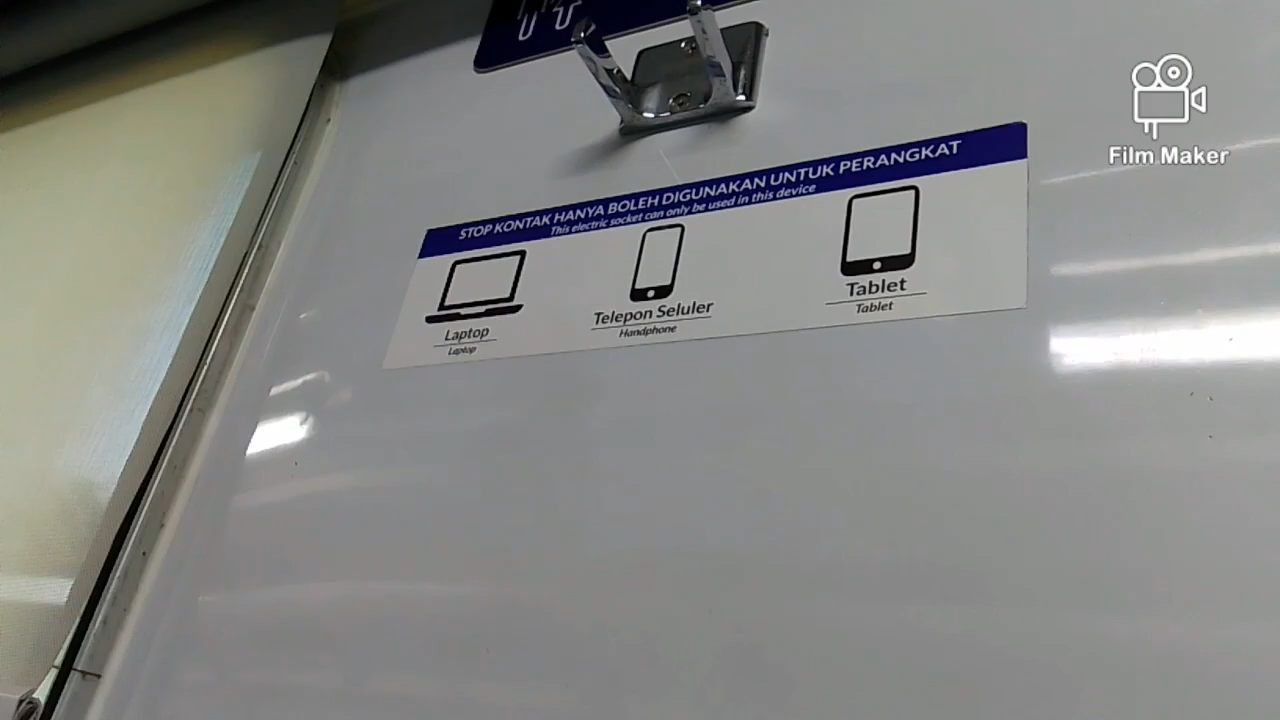 Film Maker
STOP KONTAK HANYA BOLEH DIGUNAKAN UNTUK PERANGKAT
This electric socket can only be used in this device
Laptop
Laptop
Telepon Seluler
Handphone
Tablet
Tablet